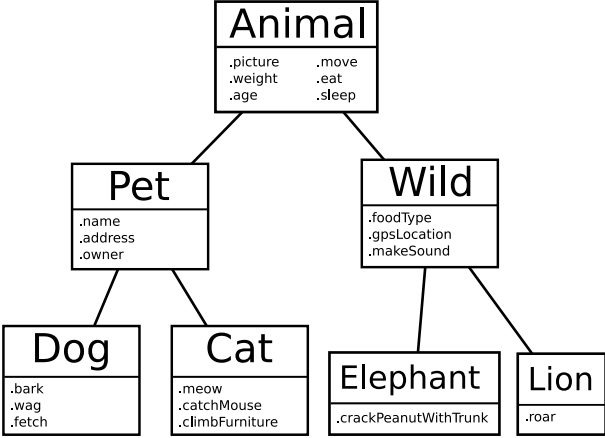 Animal
.picture .move
.weight .eat
.age .sleep
Pet
.name
.address
.owner
Wild
.foodType
.gpsLocation
.makeSound
Dog
.bark
.wag
.fetch
Cat
.meow
.catchMouse
.climbFurniture
Elephant
.crackPeanutWithTrunk
Lion
.roar